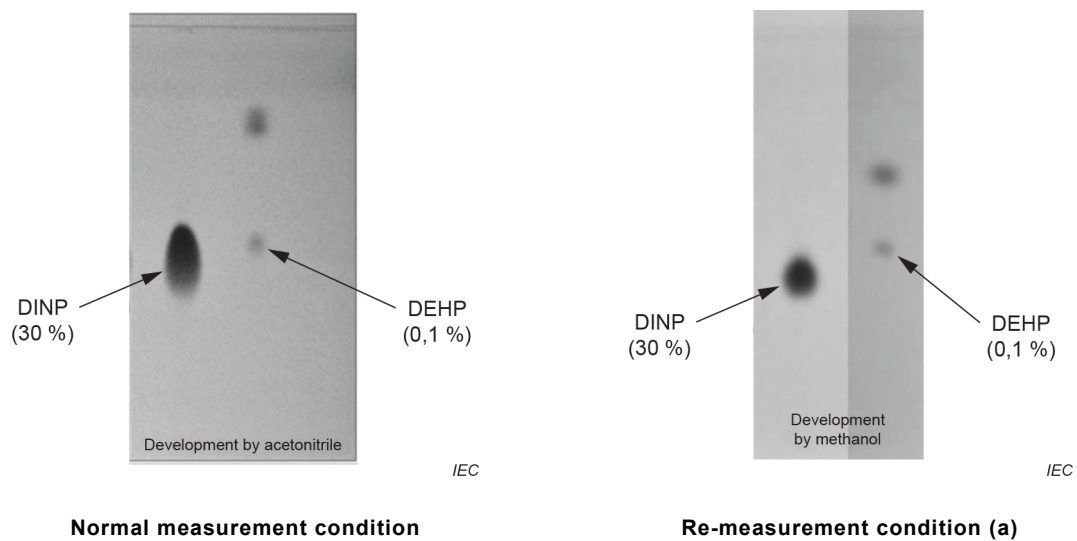 DINP
(30 %)
DEHP
(0,1 %)
Development by acetonitrile
IEC
Normal measurement condition
DINP
(30 %)
DEHP
(0,1 %)
Development
by methanol
IEC
Re-measurement condition (a)